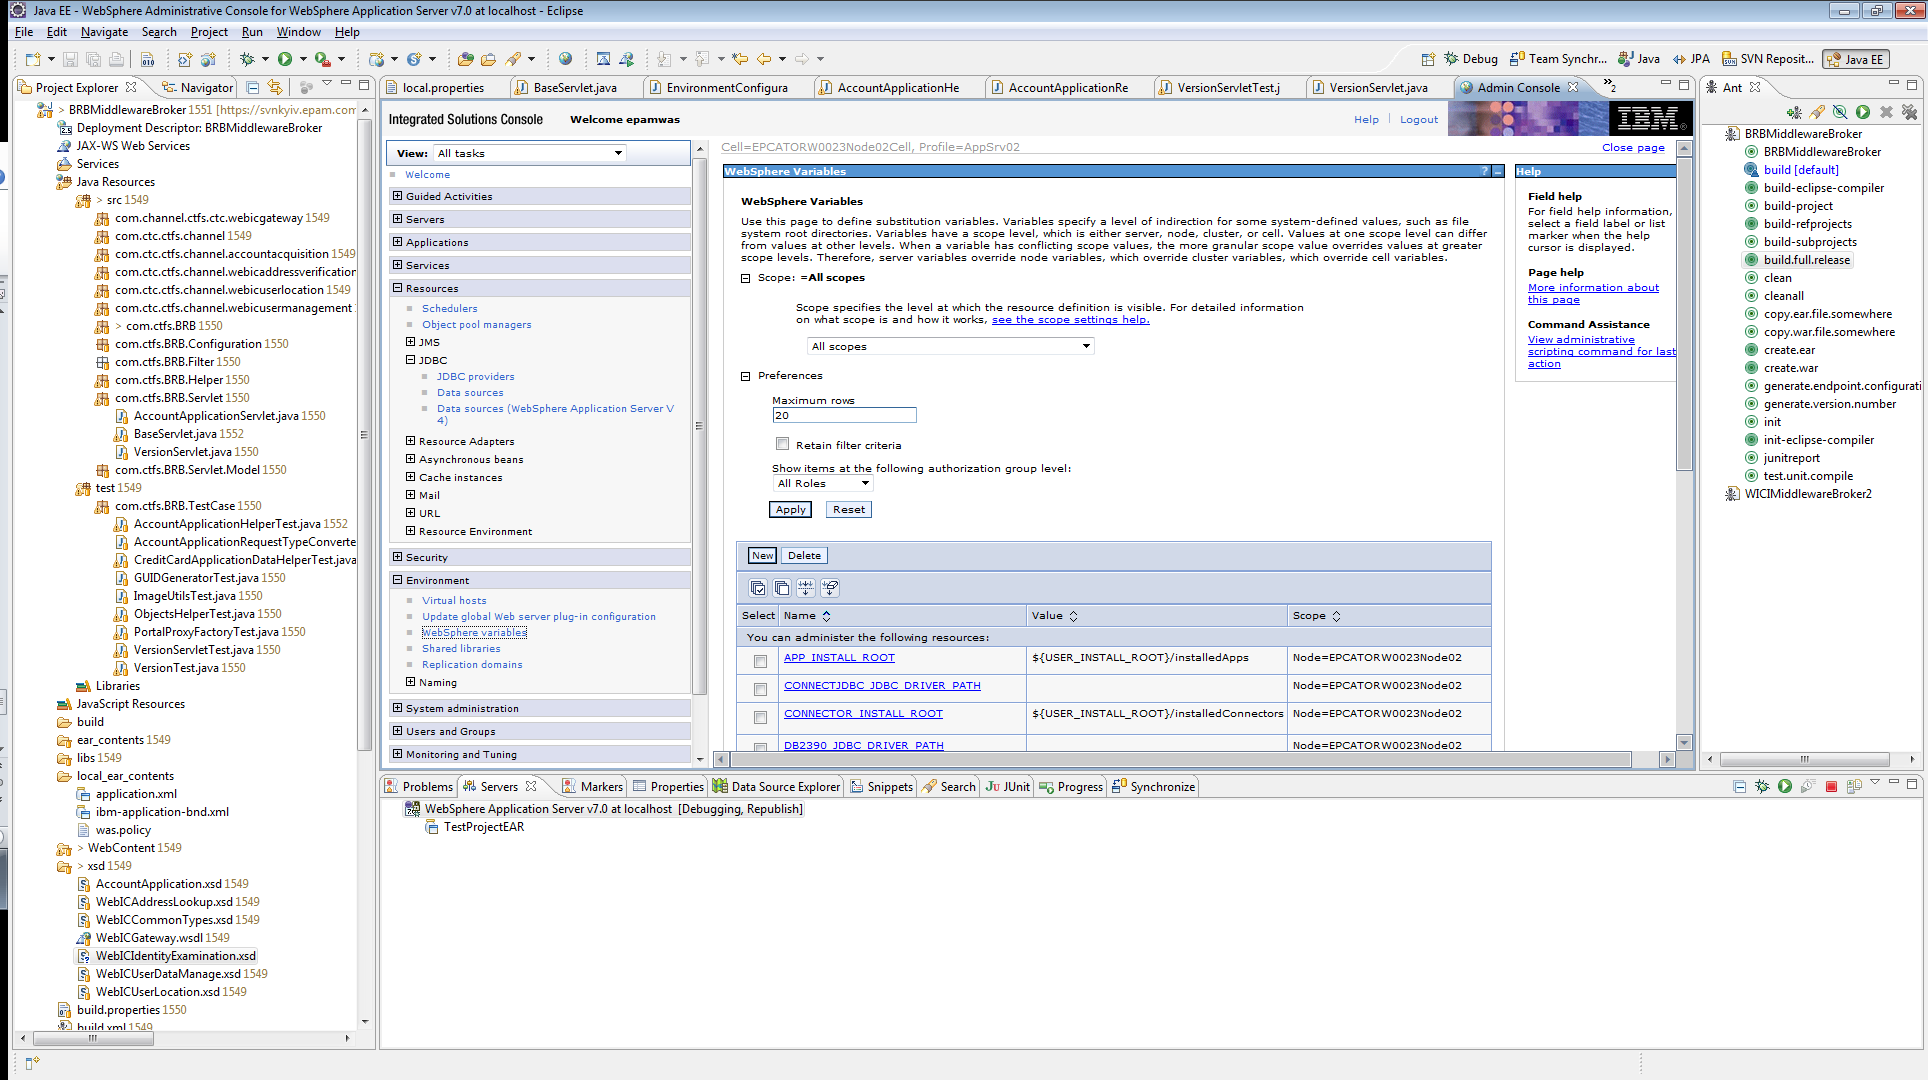 Java EE - WebSphere Administrative Console for WebSphere Application Server v7.0 at localhost - Eclipse
File Edit Navigate Search Project Run Window Help
Debug Team Synchr... Java JPA SVN Reposit... Java EE
Project Explorer Navigator
BRBMiddlewareBroker 1551 [https://svnkyiv.epam.com
Deployment Descriptor: BRBMiddlewareBroker
JAX-WS Web Services
Services
Java Resources
> src 1549
com.channel.ctfs.ctc.webicgateway 1549
com.ctc.ctfs.channel 1549
com.ctc.ctfs.channel.accountacquisition 1549
com.ctc.ctfs.channel.webicaddressverification
com.ctc.ctfs.channel.webicuserlocation 1549
com.ctc.ctfs.channel.webicusermanagement
> com.ctfs.BRB 1550
com.ctfs.BRB.Configuration 1550
com.ctfs.BRB.Filter 1550
com.ctfs.BRB.Helper 1550
com.ctfs.BRB.Servlet 1550
AccountApplicationServlet.java 1550
BaseServlet.java 1552
VersionServlet.java 1550
com.ctfs.BRB.Servlet.Model 1550
test 1549
com.ctfs.BRB.TestCase 1550
AccountApplicationHelperTest.java 1552
AccountApplicationRequestTypeConverte
CreditCardApplicationDataHelperTest.java
GUIDGeneratorTest.java 1550
ImageUtilsTest.java 1550
ObjectsHelperTest.java 1550
PortalProxyFactoryTest.java 1550
VersionServletTest.java 1550
VersionTest.java 1550
Libraries
JavaScript Resources
build
ear_contents 1549
libs 1549
local_ear_contents
application.xml
ibm-application-bnd.xml
was.policy
> WebContent 1549
> xsd 1549
AccountApplication.xsd 1549
WebICAddressLookup.xsd 1549
WebICCommonTypes.xsd 1549
WebICGateway.wsdl 1549
WebICIdentityExamination.xsd
WebICUserDataManage.xsd 1549
WebICUserLocation.xsd 1549
build.properties 1550
build.xml 1549
local.properties BaseServlet.java EnvironmentConfigura AccountApplicationHe AccountApplicationRe VersionServletTest.j VersionServlet.java Admin Console »2
Integrated Solutions Console Welcome epamwas Help | Logout IBM.
View: All tasks
Welcome
Guided Activities
Servers
Applications
Services
Resources
Schedulers
Object pool managers
JMS
JDBC
JDBC providers
Data sources
Data sources (WebSphere Application Server V
4)
Resource Adapters
Asynchronous beans
Cache instances
Mail
URL
Resource Environment
Security
Environment
Virtual hosts
Update global Web server plug-in configuration
WebSphere variables
Shared libraries
Replication domains
Naming
System administration
Users and Groups
Monitoring and Tuning
Cell=EPCATORW0023Node02Cell, Profile=AppSrv02 Close page
WebSphere Variables ?
WebSphere Variables
Use this page to define substitution variables. Variables specify a level of indirection for some system-defined values, such as file
system root directories. Variables have a scope level, which is either server, node, cluster, or cell. Values at one scope level can differ
from values at other levels. When a variable has conflicting scope values, the more granular scope value overrides values at greater
scope levels. Therefore, server variables override node variables, which override cluster variables, which override cell variables.
Scope: =All scopes
Scope specifies the level at which the resource definition is visible. For detailed information
on what scope is and how it works, see the scope settings help.
All scopes
Preferences
Maximum rows
20
Retain filter criteria
Show items at the following authorization group level:
All Roles
Apply Reset
New Delete
Select Name Value Scope
You can administer the following resources:
APP_INSTALL_ROOT ${USER_INSTALL_ROOT}/installedApps Node=EPCATORW0023Node02
CONNECTJDBC_JDBC_DRIVER_PATH Node=EPCATORW0023Node02
CONNECTOR_INSTALL_ROOT ${USER_INSTALL_ROOT}/installedConnectors Node=EPCATORW0023Node02
DB2390_JDBC_DRIVER_PATH Node=EPCATORW0023Node02
Help
Field help
For field help information,
select a field label or list
marker when the help
cursor is displayed.
Page help
More information about
this page
Command Assistance
View administrative
scripting command for last
action
Ant
BRBMiddlewareBroker
BRBMiddlewareBroker
build [default]
build-eclipse-compiler
build-project
build-refprojects
build-subprojects
build.full.release
clean
cleanall
copy.ear.file.somewhere
copy.war.file.somewhere
create.ear
create.war
generate.endpoint.configurati
generate.version.number
init
init-eclipse-compiler
junitreport
test.unit.compile
WICIMiddlewareBroker2
Problems Servers Markers Properties Data Source Explorer Snippets Search JUnit Progress Synchronize
WebSphere Application Server v7.0 at localhost [Debugging, Republish]
TestProjectEAR